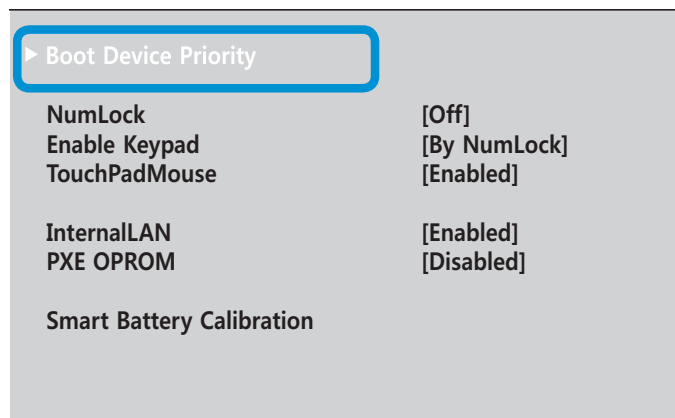 Boot Device Priority
NumLock [Off]
Enable Keypad [By NumLock]
TouchPadMouse [Enabled]
InternalLAN [Enabled]
PXE OPROM [Disabled]
Smart Battery Calibration